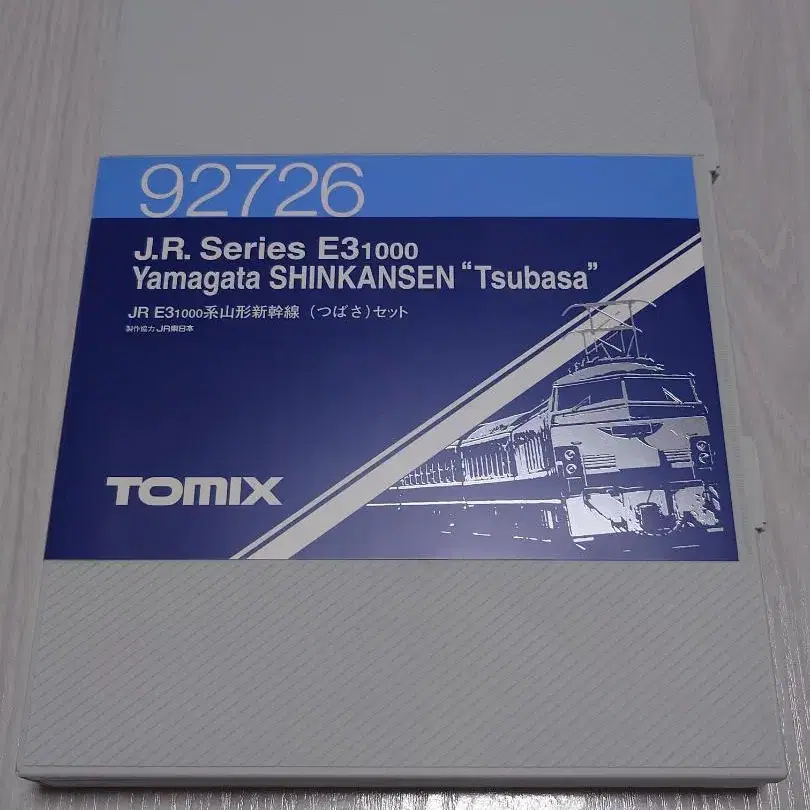 92726
J.R. Series E31000
Yamagata SHINKANSEN “Tsubasa”
JR E31000系山形新幹線（つばさ）セット
製作協力 JR東日本
TOMIX